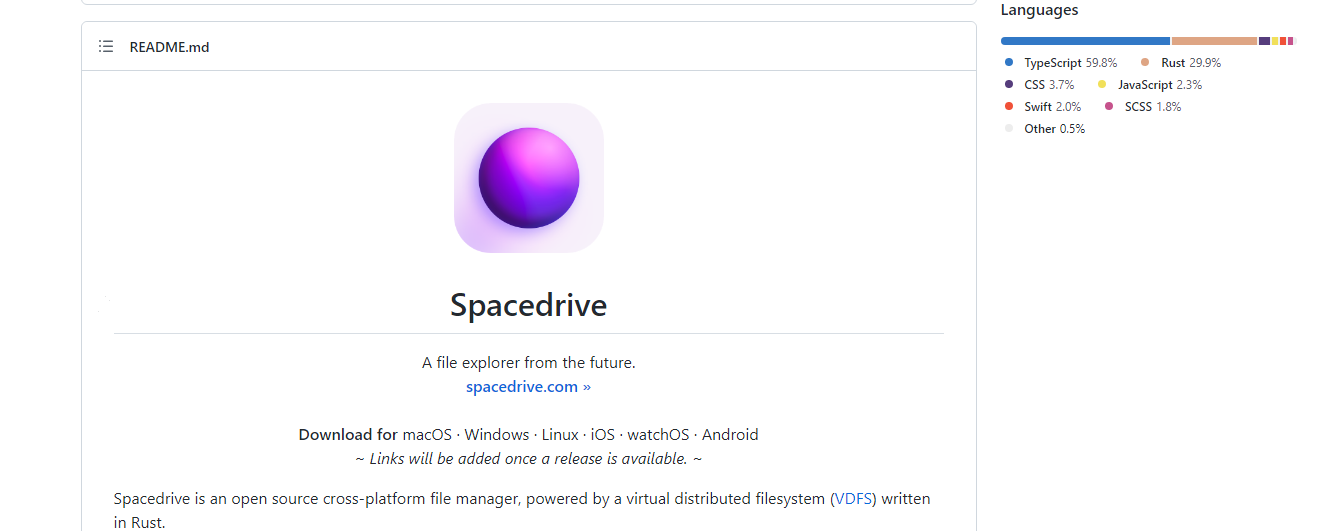 README.md
Spacedrive
A file explorer from the future.
spacedrive.com »
Download for macOS · Windows · Linux · iOS · watchOS · Android
~ Links will be added once a release is available. ~
Spacedrive is an open source cross-platform file manager, powered by a virtual distributed filesystem (VDFS) written
in Rust.
Languages
TypeScript 59.8% Rust 29.9%
CSS 3.7% JavaScript 2.3%
Swift 2.0% SCSS 1.8%
Other 0.5%